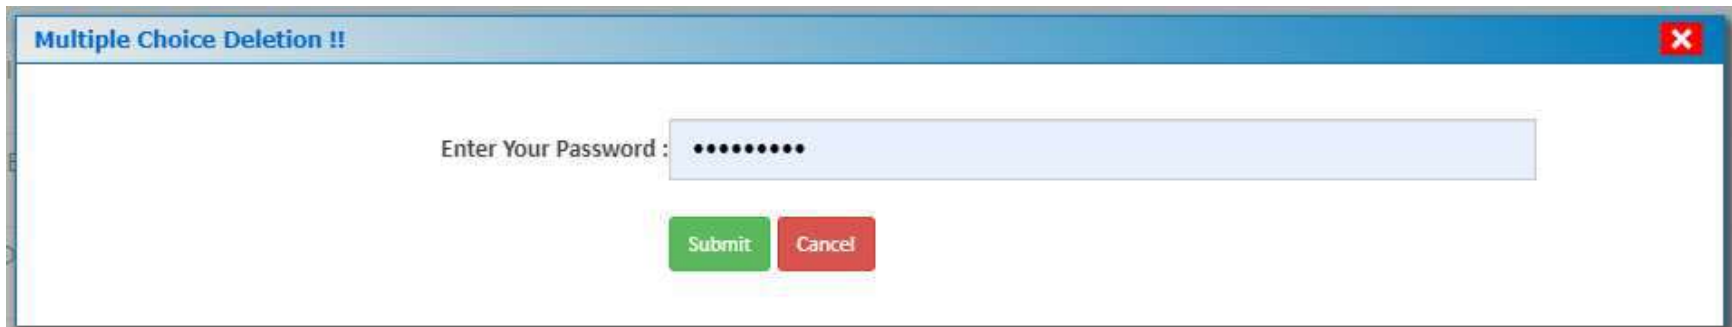 Multiple Choice Deletion !!
Enter Your Password : •••••••••
Submit Cancel